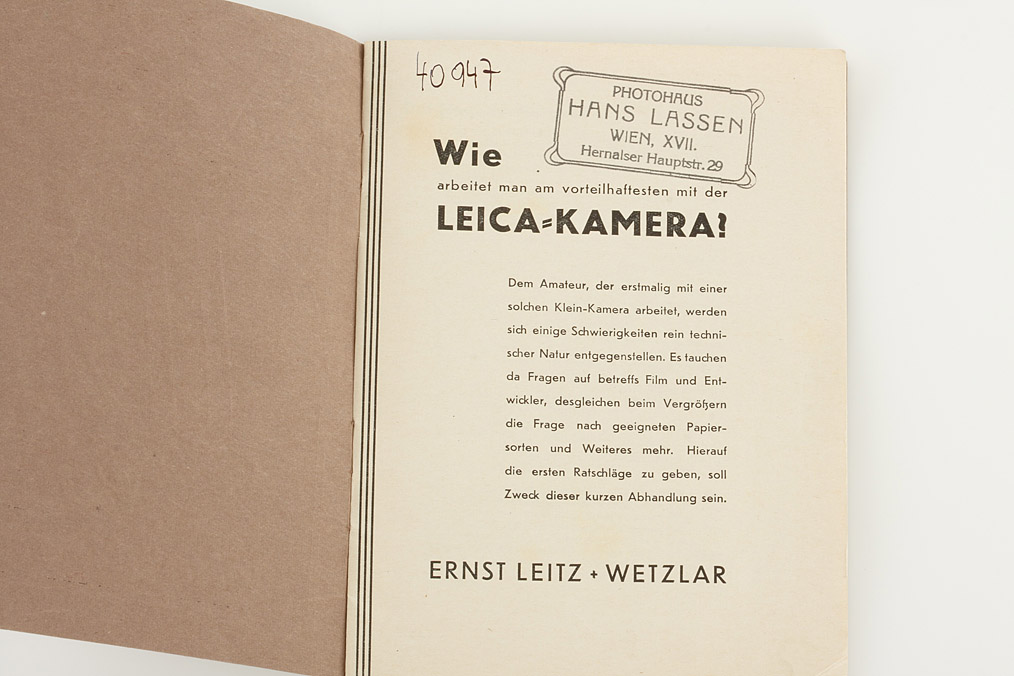 40947
PHOTOHAUS
HANS LASSEN
WIEN, XVII.
Hernalser Hauptstr. 29
Wie
arbeitet man am vorteilhaftesten mit der
LEICA=KAMERA?
Dem Amateur, der erstmalig mit einer
solchen Klein-Kamera arbeitet, werden
sich einige Schwierigkeiten rein techni-
scher Natur entgegenstellen. Es tauchen
da Fragen auf betreffs Film und Ent-
wickler, desgleichen beim Vergrößern
die Frage nach geeigneten Papier-
sorten und Weiteres mehr. Hierauf
die ersten Ratschläge zu geben, soll
Zweck dieser kurzen Abhandlung sein.
ERNST LEITZ + WETZLAR